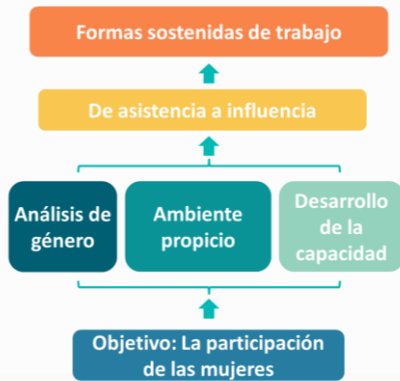 Formas sostenidas de trabajo
De asistencia a influencia
Análisis de
género
Ambiente
propicio
Desarrollo
de la
capacidad
Objetivo: La participación
de las mujeres